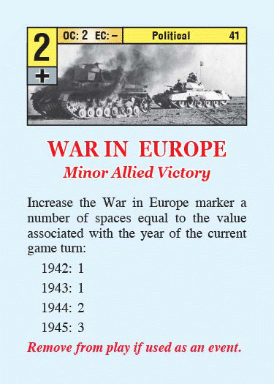 2 OC: 2 EC: – Political 41
+
WAR IN EUROPE
Minor Allied Victory
Increase the War in Europe marker a
number of spaces equal to the value
associated with the year of the current
game turn:
1942: 1
1943: 1
1944: 2
1945: 3
Remove from play if used as an event.